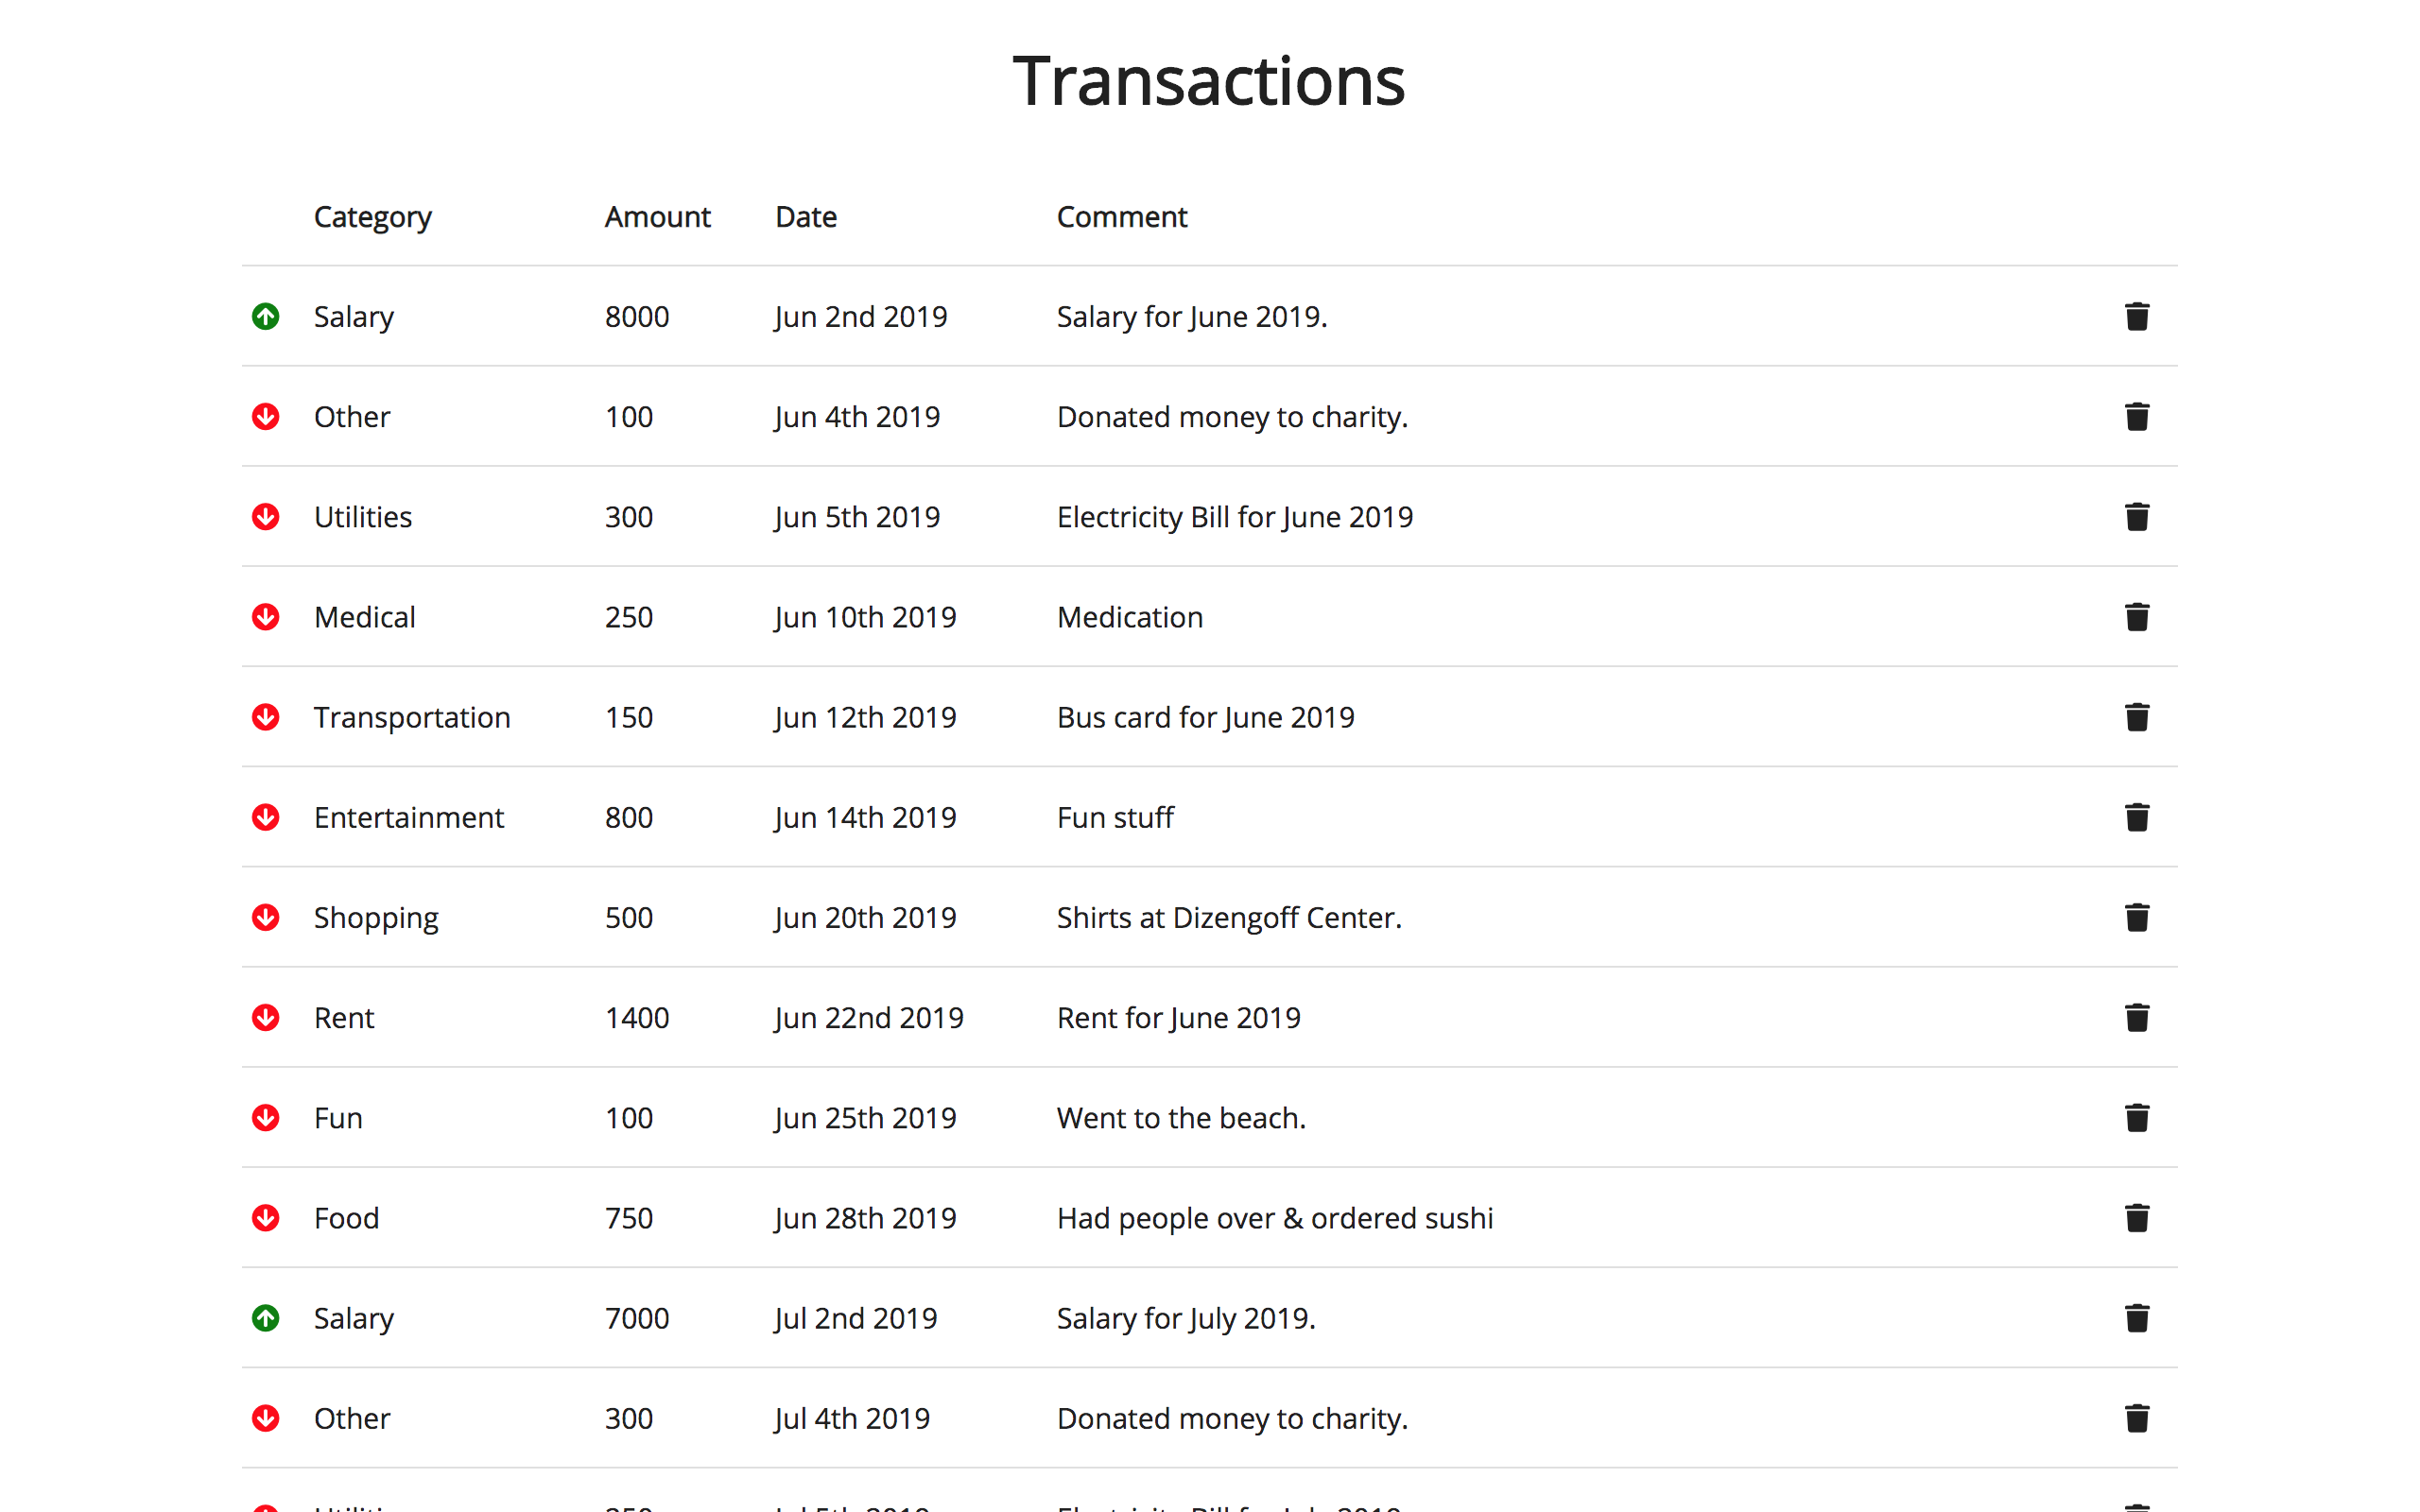 Transactions
Category Amount Date Comment
Salary 8000 Jun 2nd 2019 Salary for June 2019.
Other 100 Jun 4th 2019 Donated money to charity.
Utilities 300 Jun 5th 2019 Electricity Bill for June 2019
Medical 250 Jun 10th 2019 Medication
Transportation 150 Jun 12th 2019 Bus card for June 2019
Entertainment 800 Jun 14th 2019 Fun stuff
Shopping 500 Jun 20th 2019 Shirts at Dizengoff Center.
Rent 1400 Jun 22nd 2019 Rent for June 2019
Fun 100 Jun 25th 2019 Went to the beach.
Food 750 Jun 28th 2019 Had people over & ordered sushi
Salary 7000 Jul 2nd 2019 Salary for July 2019.
Other 300 Jul 4th 2019 Donated money to charity.